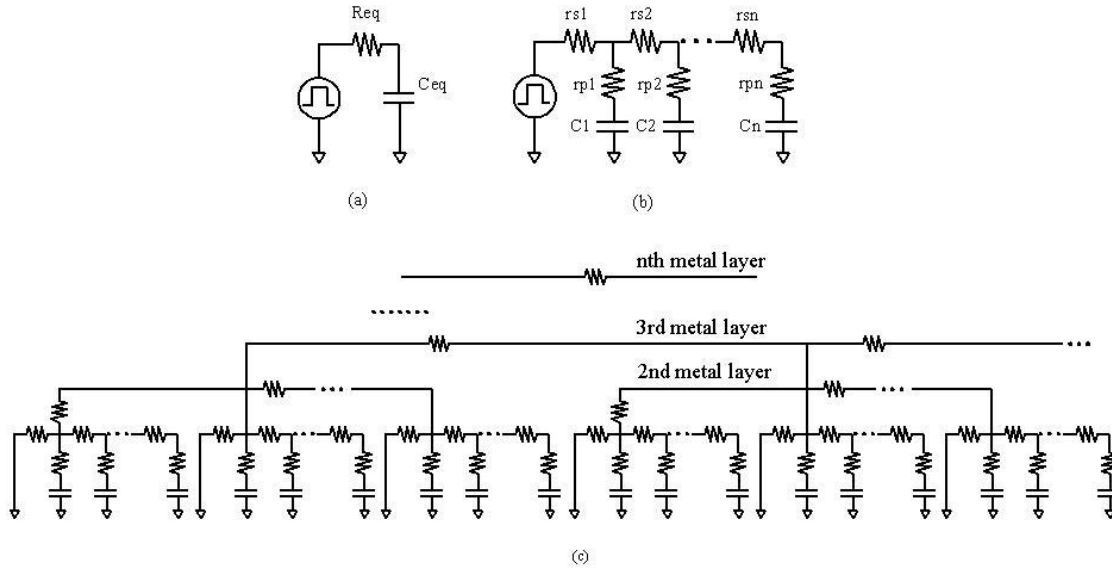 Req
Ceq
(a)
rs1 rs2 rsn
rp1 rp2 rpn
C1 C2 Cn
(b)
nth metal layer
3rd metal layer
2nd metal layer
(c)